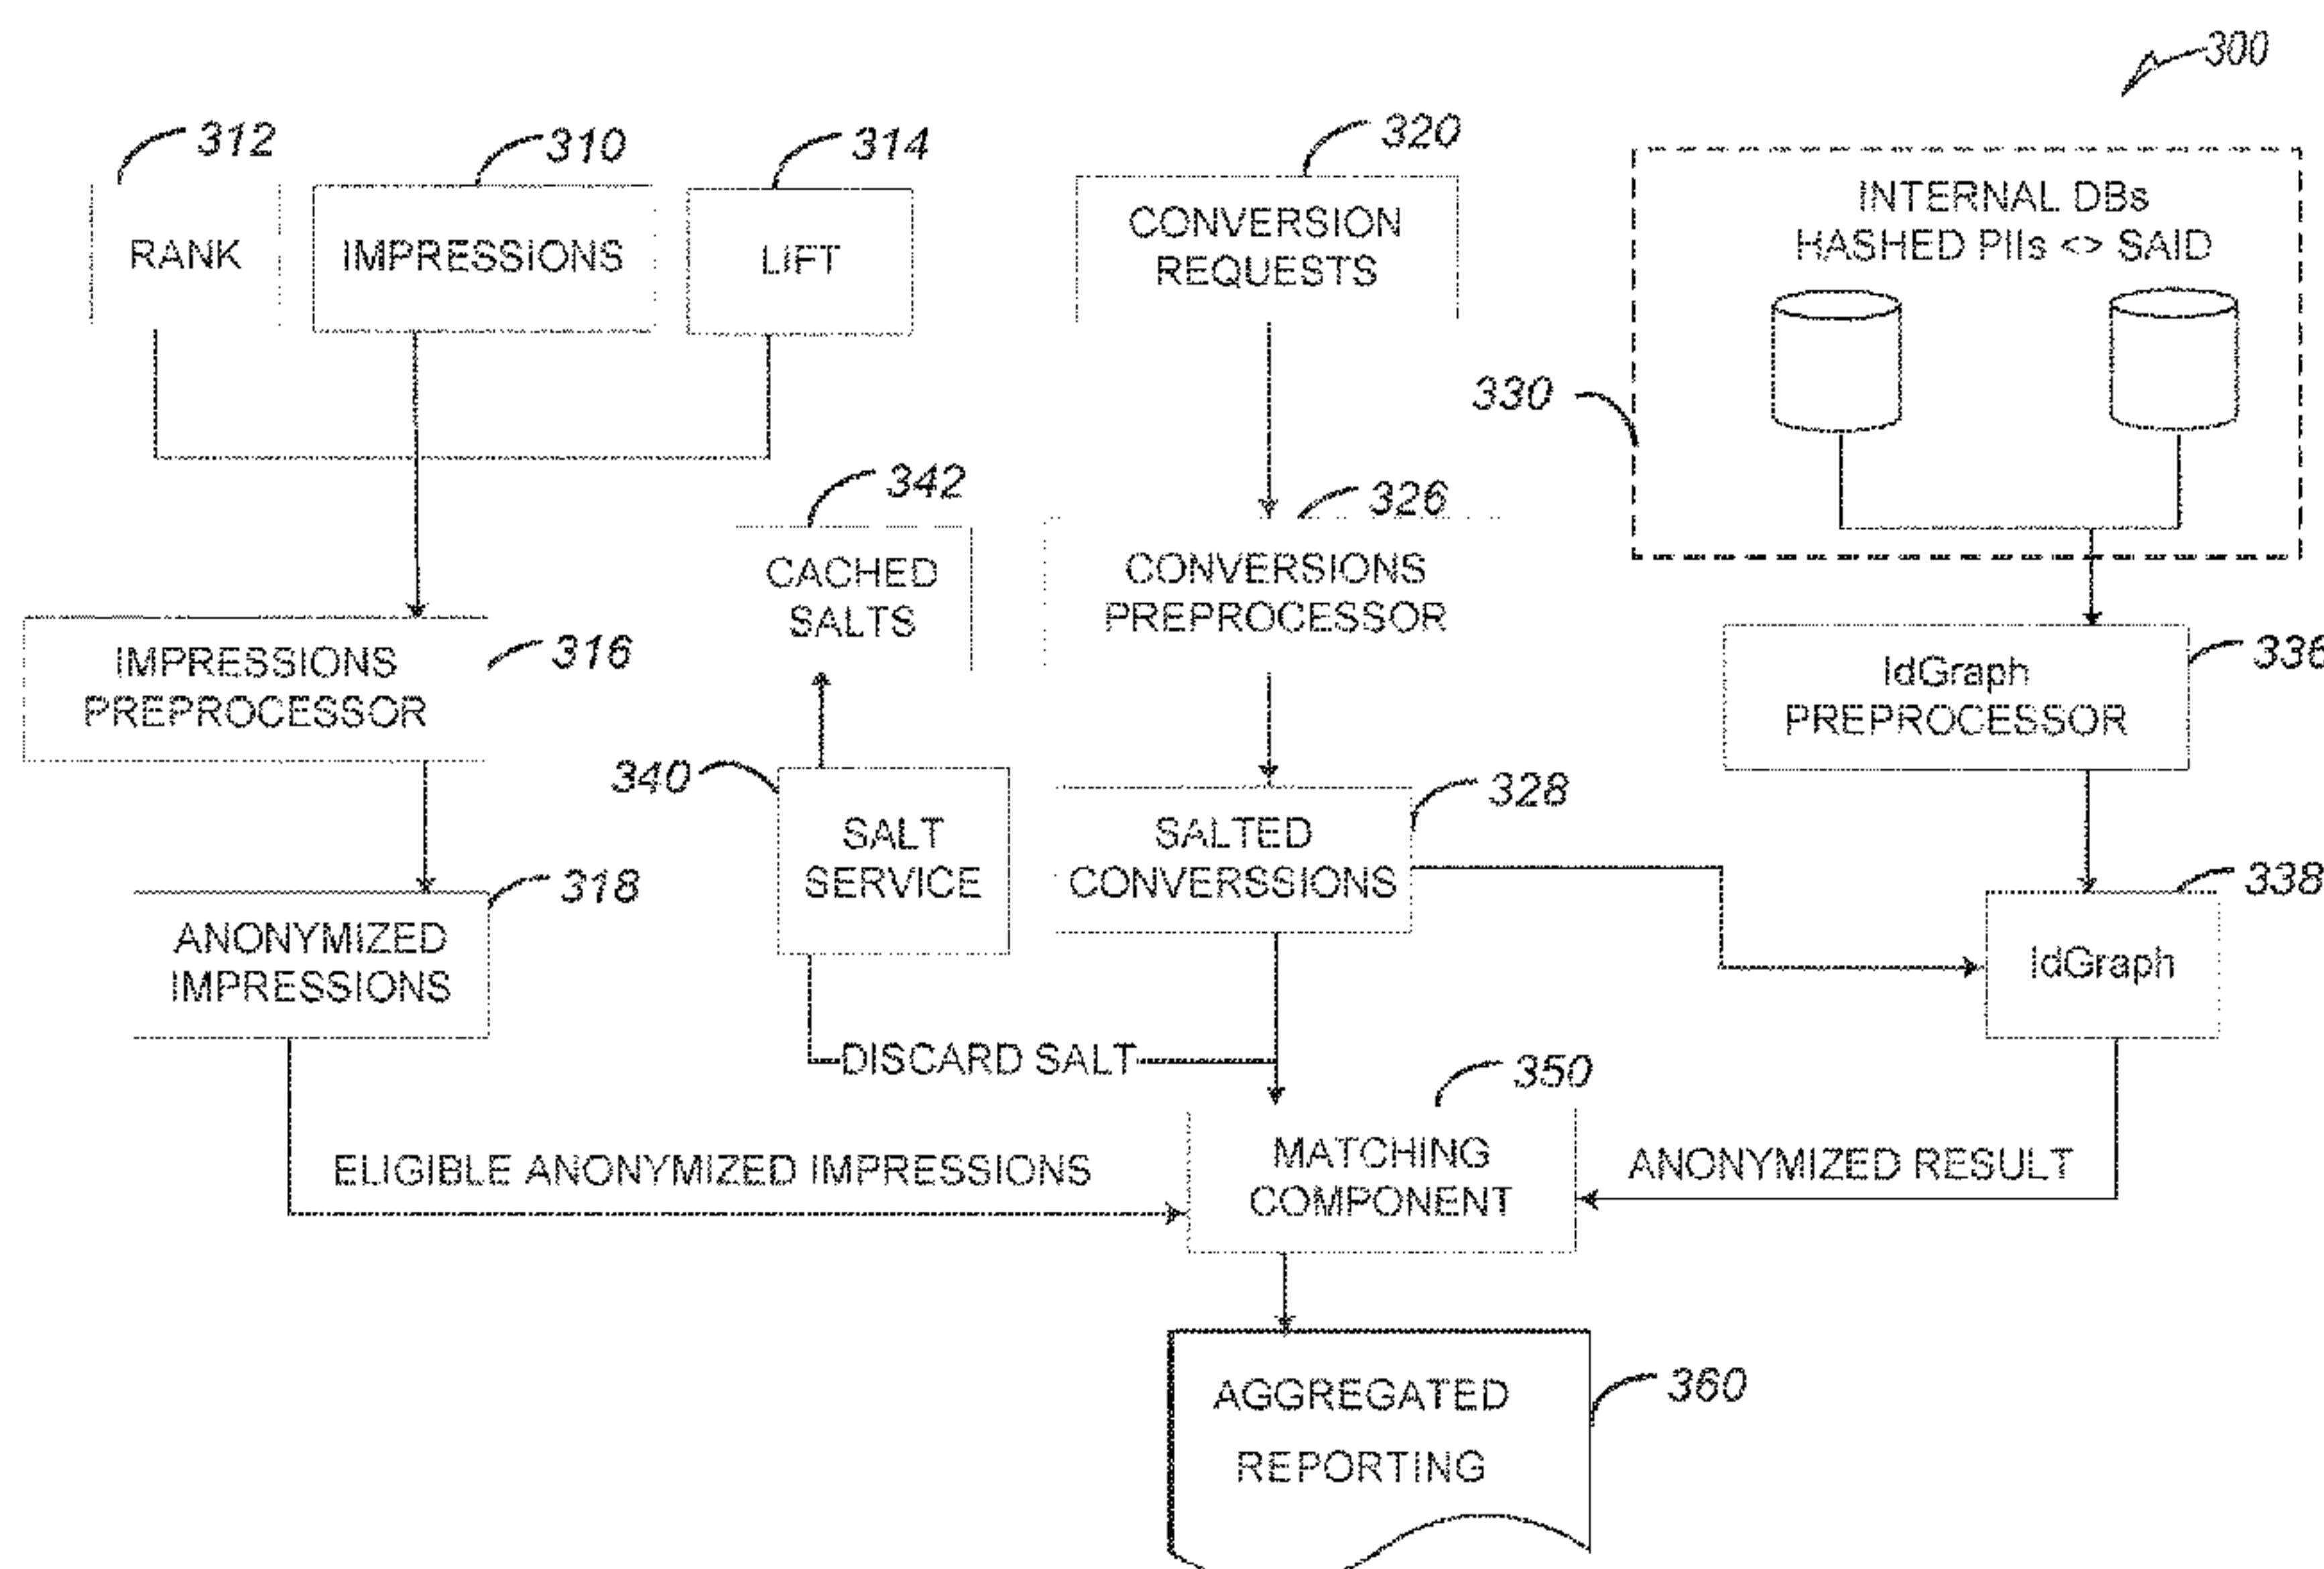 300
312
310
314
320
RANK
IMPRESSIONS
LIFT
CONVERSION
REQUESTS
INTERNAL DBs
HASHED PIIs <> SAID
330
342
326
CACHED
SALTS
CONVERSIONS
PREPROCESSOR
IMPRESSIONS
PREPROCESSOR
316
IdGraph
PREPROCESSOR
336
340
SALT
SERVICE
SALTED
CONVERSSIONS
328
318
338
ANONYMIZED
IMPRESSIONS
IdGraph
DISCARD SALT
350
ELIGIBLE ANONYMIZED IMPRESSIONS
MATCHING
COMPONENT
ANONYMIZED RESULT
AGGREGATED
REPORTING
360